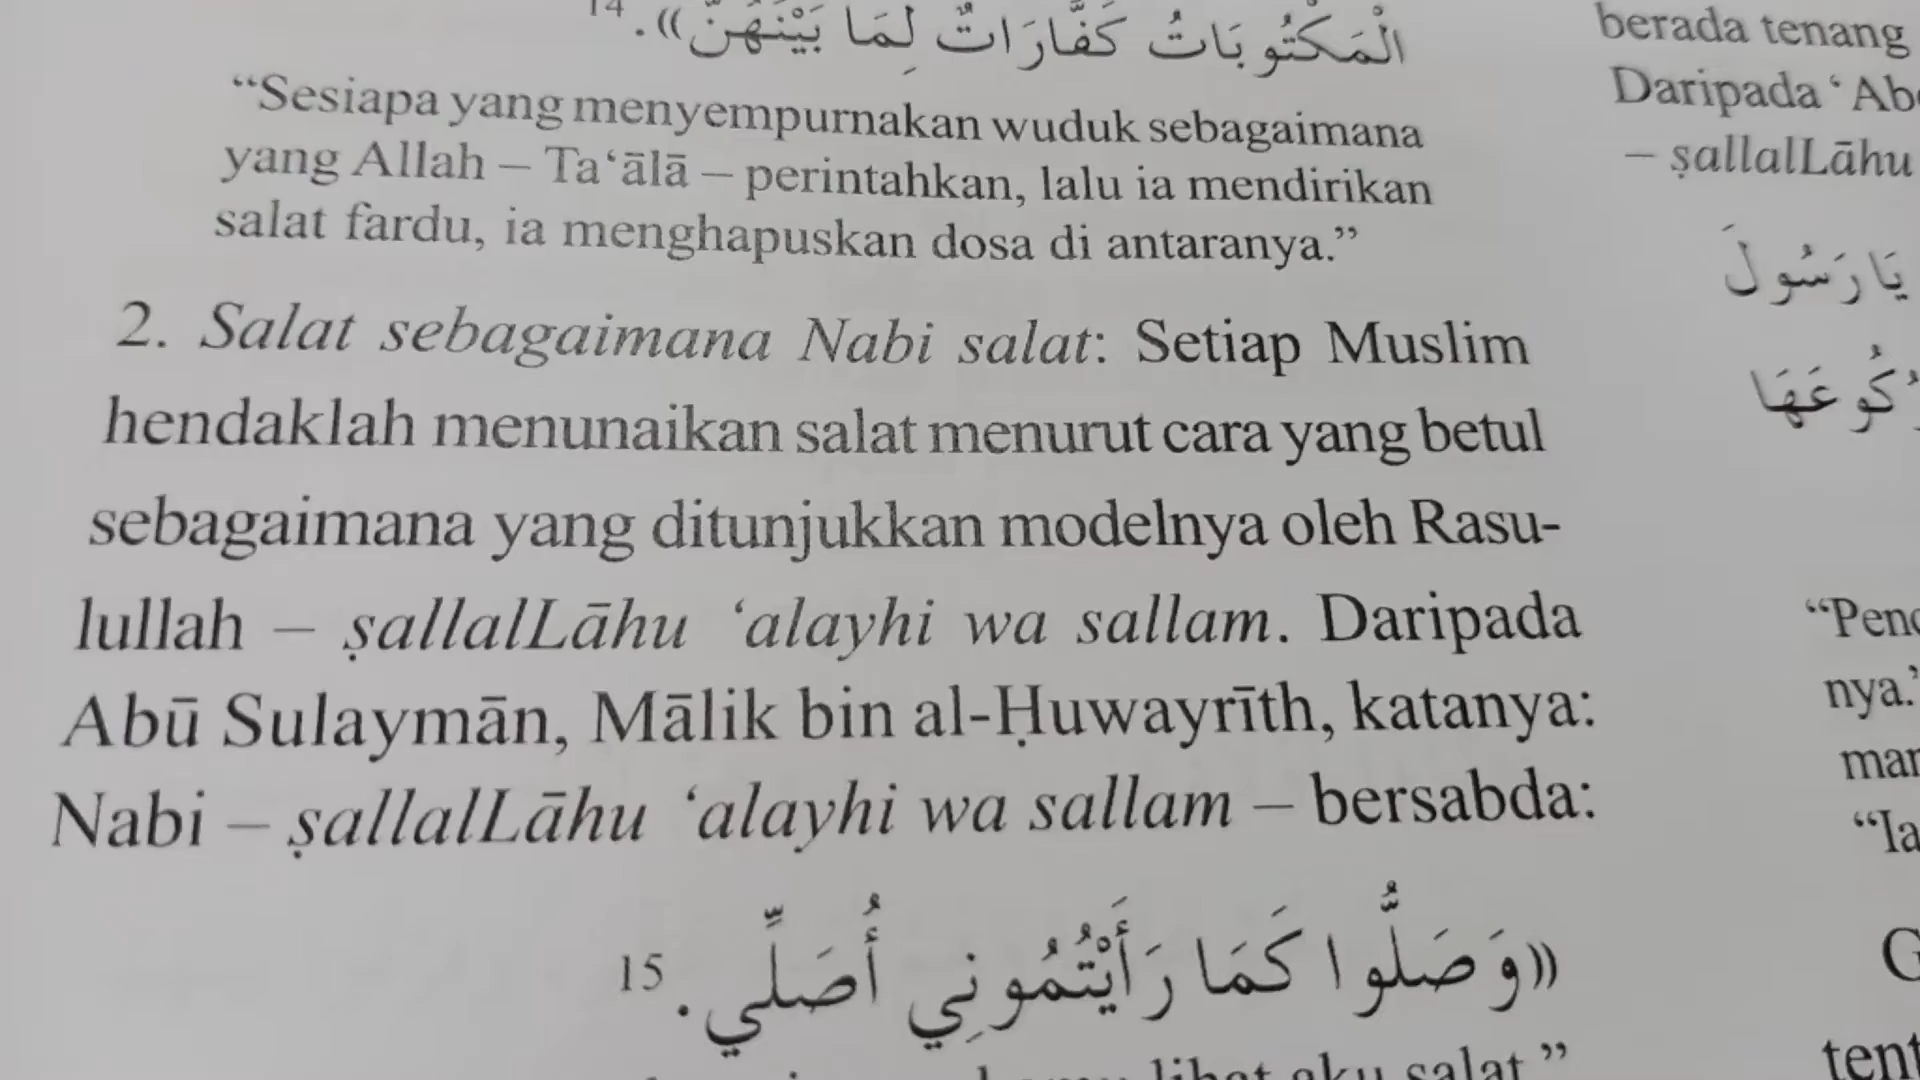 الْمَكْتُوبَاتُ كَفَّارَاتٌ لِمَا بَيْنَهُنَّ)). 14
“Sesiapa yang menyempurnakan wuduk sebagaimana
yang Allah – Ta‘ālā – perintahkan, lalu ia mendirikan
salat fardu, ia menghapuskan dosa di antaranya.”
2. Salat sebagaimana Nabi salat: Setiap Muslim
hendaklah menunaikan salat menurut cara yang betul
sebagaimana yang ditunjukkan modelnya oleh Rasu-
lullah – ṣallalLāhu ‘alayhi wa sallam. Daripada
Abū Sulaymān, Mālik bin al-Ḥuwayrīth, katanya:
Nabi – ṣallalLāhu ‘alayhi wa sallam – bersabda:
((وَصَلُّوا كَمَا رَأَيْتُمُونِي أُصَلِّي. 15
lihat aku salat.”
berada tenang
Daripada ‘Ab
– ṣallalLāhu
يَا رَسُولَ
“Pen
nya.”